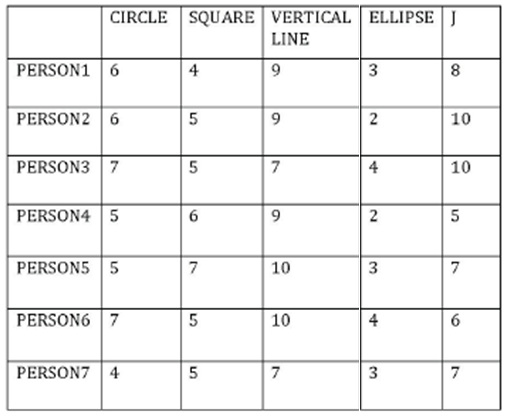 CIRCLE SQUARE VERTICAL LINE ELLIPSE J
PERSON1 6 4 9 3 8
PERSON2 6 5 9 2 10
PERSON3 7 5 7 4 10
PERSON4 5 6 9 2 5
PERSON5 5 7 10 3 7
PERSON6 7 5 10 4 6
PERSON7 4 5 7 3 7